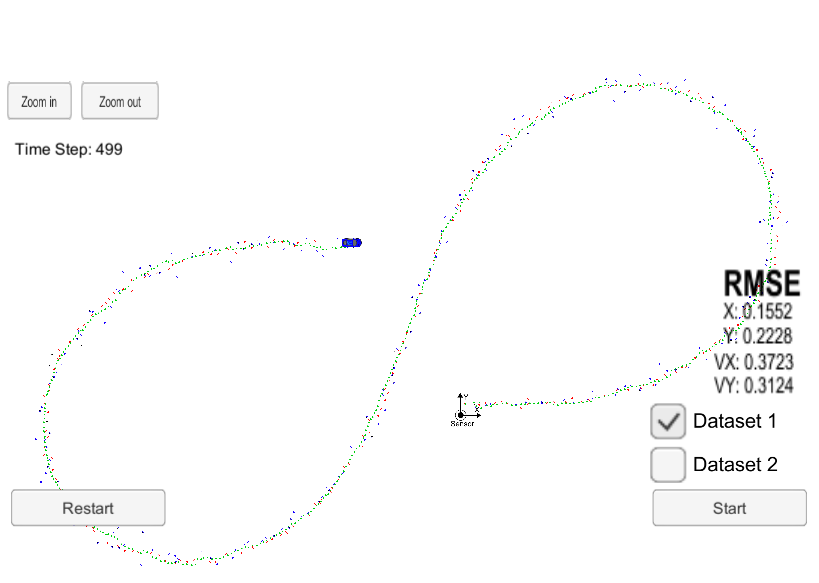 Zoom in
Zoom out
Time Step: 499
RMSE
X: 0.1552
Y: 0.2228
VX: 0.3723
VY: 0.3124
Y
X
Sensor
Dataset 1
Dataset 2
Restart
Start